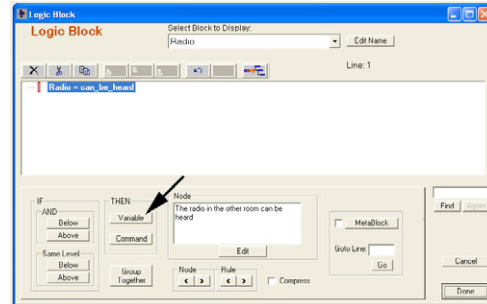 Logic Block
Logic Block
Select Block to Display:
Radio
Edit Name
Line: 1
Radio = can_be_heard
IF
AND
Below
Above
Same Level
Below
Above
THEN
Variable
Command
Group
Together
Node
The radio in the other room can be
heard
Edit
Node
Rule
< >
< >
Compress
MetaBlock
Goto Line:
Go
Find
Again
Cancel
Done